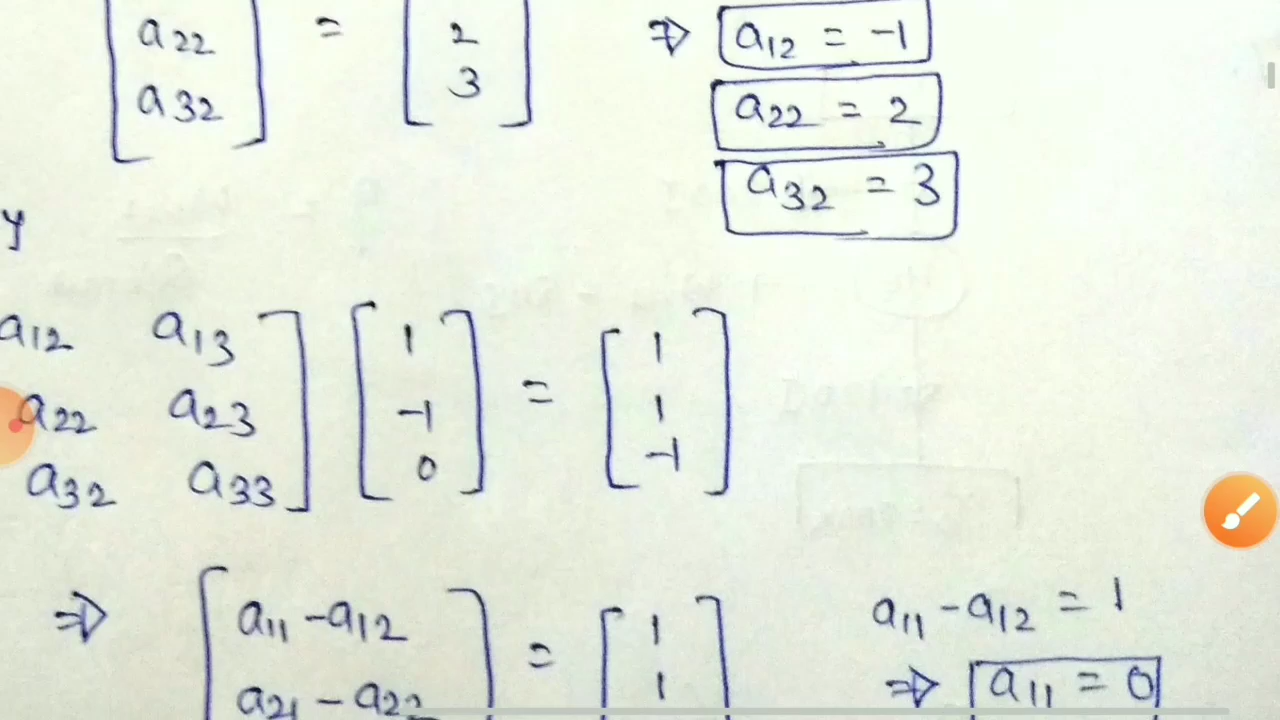 a22 = 2 ⇒ a12 = -1
a32 3 a22 = 2
a32 = 3
y
a12 a13 1 1
a22 a23 -1 = 1
a32 a33 0 -1
⇒ a11 - a12 = 1 a11 - a12 = 1
a21 - a22 1 ⇒ a11 = 0